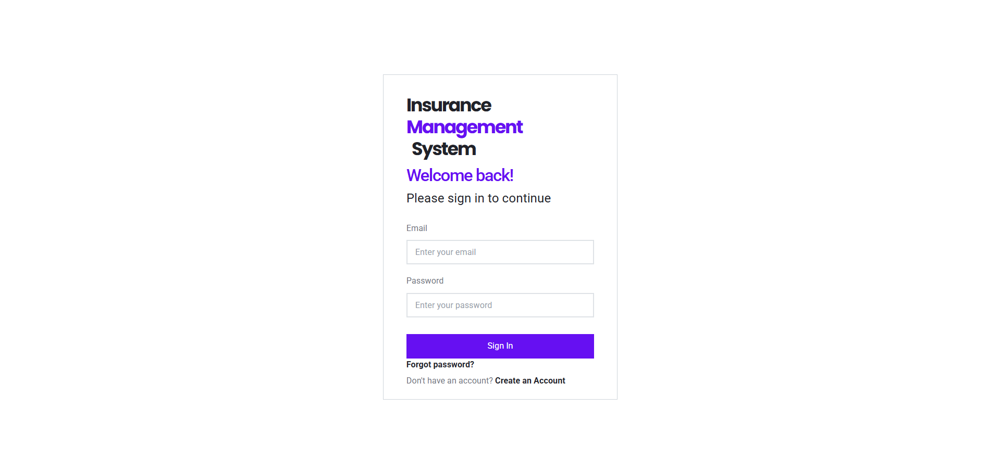 Insurance
Management
System
Welcome back!
Please sign in to continue
Email
Enter your email
Password
Enter your password
Sign In
Forgot password?
Don't have an account? Create an Account